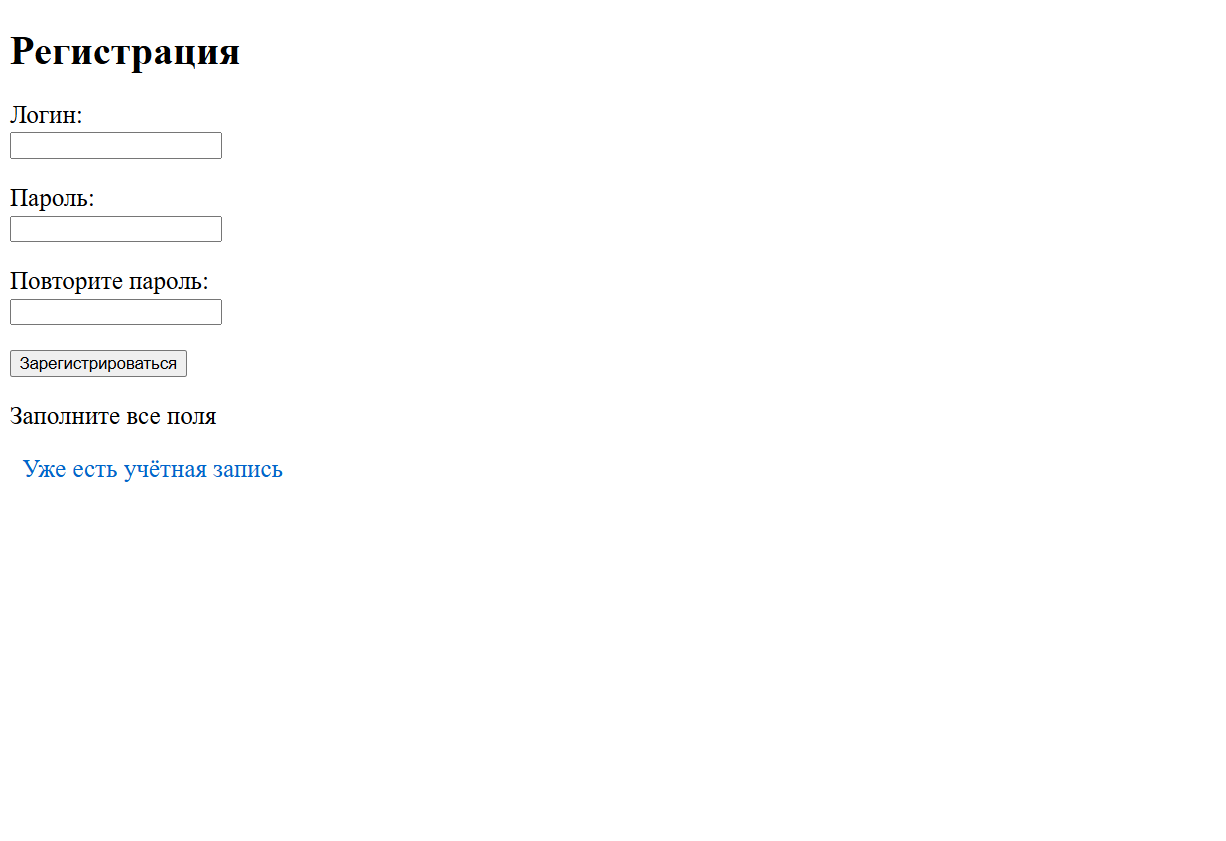 Регистрация
Логин:
Пароль:
Повторите пароль:
Зарегистрироваться
Заполните все поля
Уже есть учётная запись